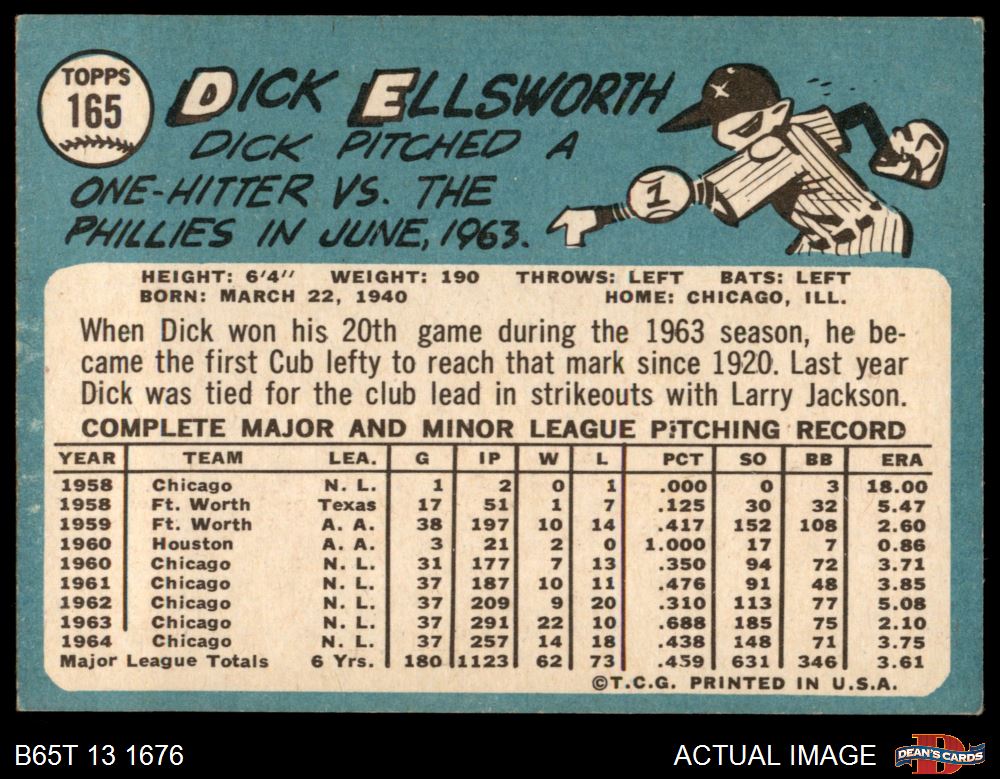 TOPPS
165
DICK ELLSWORTH
DICK PITCHED A
ONE-HITTER VS. THE
PHILLIES IN JUNE, 1963.
1
HEIGHT: 6'4" WEIGHT: 190 THROWS: LEFT BATS: LEFT
BORN: MARCH 22, 1940 HOME: CHICAGO, ILL.
When Dick won his 20th game during the 1963 season, he be-
came the first Cub lefty to reach that mark since 1920. Last year
Dick was tied for the club lead in strikeouts with Larry Jackson.
COMPLETE MAJOR AND MINOR LEAGUE PITCHING RECORD
YEAR TEAM LEA. G IP W L PCT SO BB ERA
1958 Chicago N. L. 1 2 0 1 .000 0 3 18.00
1958 Ft. Worth Texas 17 51 1 7 .125 30 32 5.47
1959 Ft. Worth A. A. 38 197 10 14 .417 152 108 2.60
1960 Houston A. A. 3 21 2 0 1.000 17 7 0.86
1960 Chicago N. L. 31 177 7 13 .350 94 72 3.71
1961 Chicago N. L. 37 187 10 11 .476 91 48 3.85
1962 Chicago N. L. 37 209 9 20 .310 113 77 5.08
1963 Chicago N. L. 37 291 22 10 .688 185 75 2.10
1964 Chicago N. L. 37 257 14 18 .438 148 71 3.75
Major League Totals 6 Yrs. 180 1123 62 73 .459 631 346 3.61
©T.C.G. PRINTED IN U.S.A.
B65T 13 1676
ACTUAL IMAGE
DEAN'S CARDS